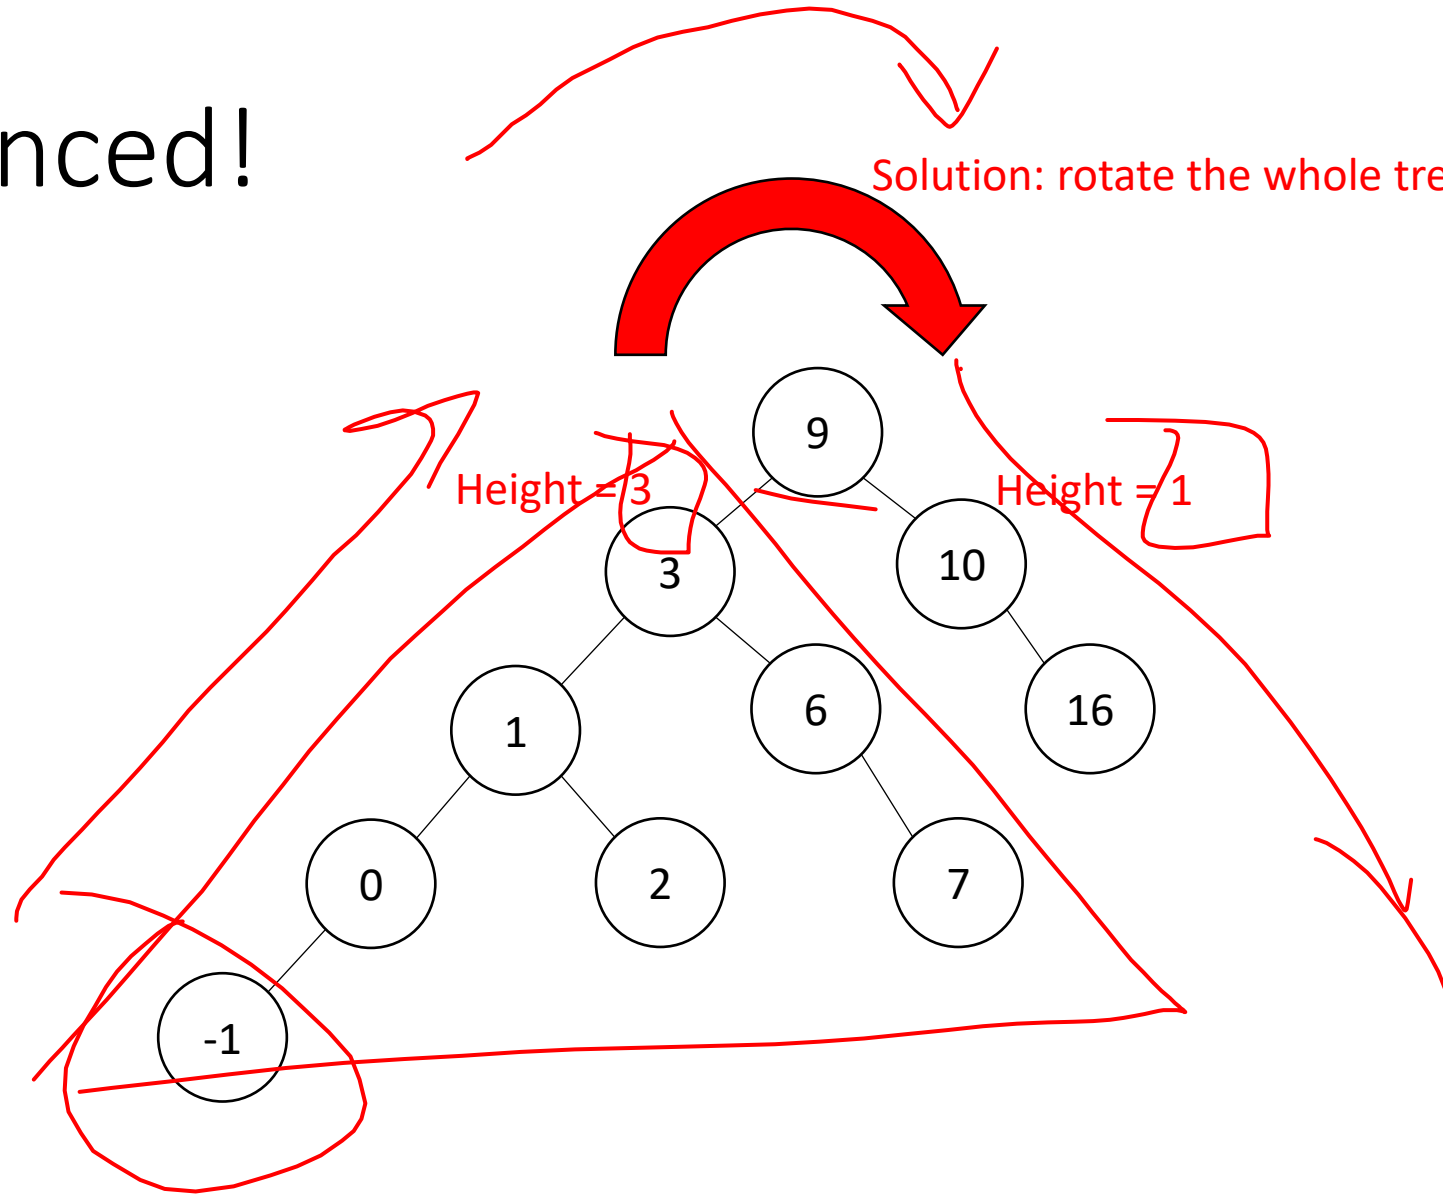 nced!
Solution: rotate the whole tre
9
Height = 3
Height = 1
3
10
1
6
16
0
2
7
-1